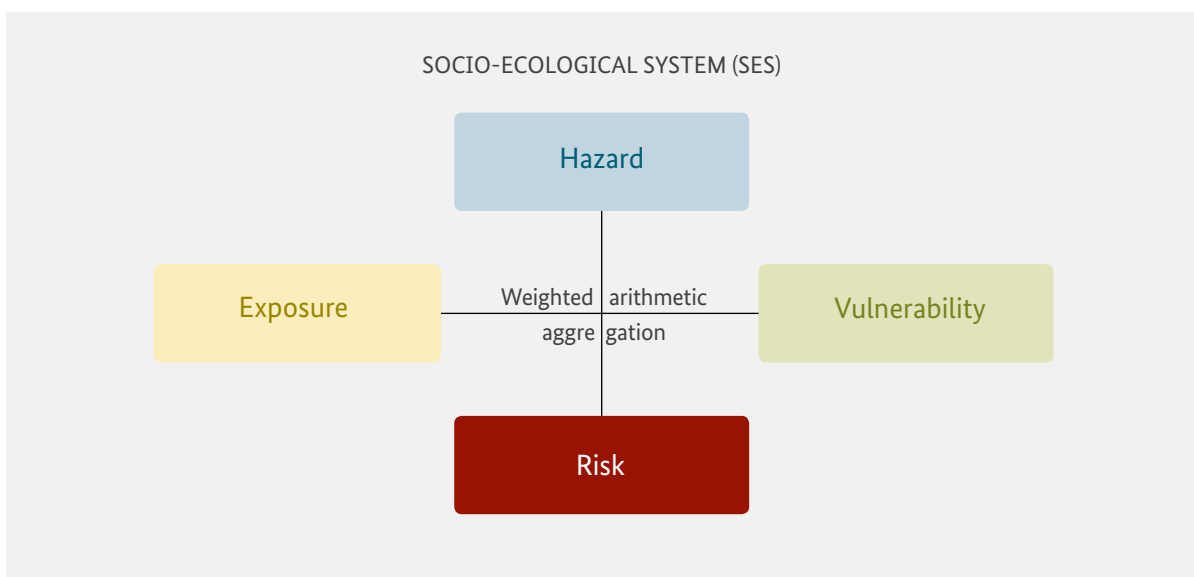 SOCIO-ECOLOGICAL SYSTEM (SES)
Hazard
Exposure
Weighted arithmetic
aggre gation
Vulnerability
Risk